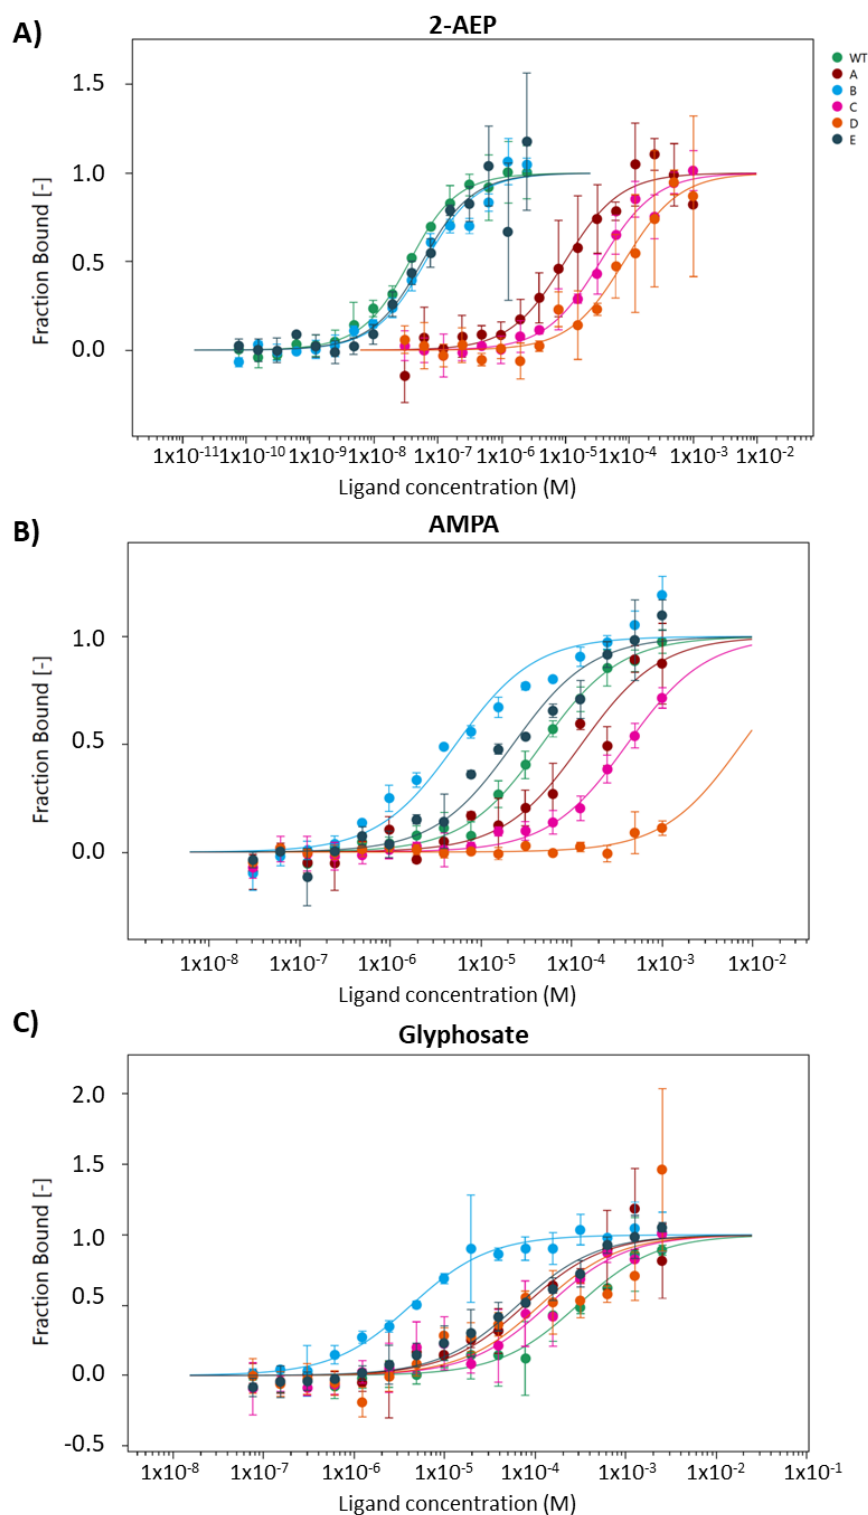 A)
2-AEP
WT
A
B
C
D
E
1.5
1.0
0.5
0.0
Fraction Bound [-]
1x10⁻¹¹ 1x10⁻¹⁰ 1x10⁻⁹ 1x10⁻⁸ 1x10⁻⁷ 1x10⁻⁶ 1x10⁻⁵ 1x10⁻⁴ 1x10⁻³ 1x10⁻²
Ligand concentration (M)
B)
AMPA
1.0
0.5
0.0
Fraction Bound [-]
1x10⁻⁸ 1x10⁻⁷ 1x10⁻⁶ 1x10⁻⁵ 1x10⁻⁴ 1x10⁻³ 1x10⁻²
Ligand concentration (M)
C)
Glyphosate
2.0
1.5
1.0
0.5
0.0
-0.5
Fraction Bound [-]
1x10⁻⁸ 1x10⁻⁷ 1x10⁻⁶ 1x10⁻⁵ 1x10⁻⁴ 1x10⁻³ 1x10⁻² 1x10⁻¹
Ligand concentration (M)